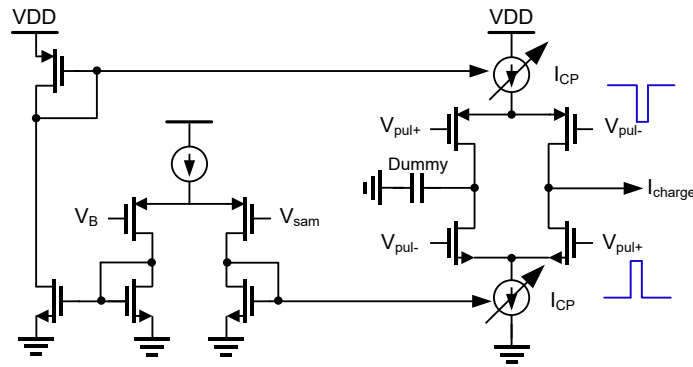 VDD
VDD
I_CP
V_pul+
V_pul-
Dummy
V_B
V_sam
I_charge
V_pul-
V_pul+
I_CP